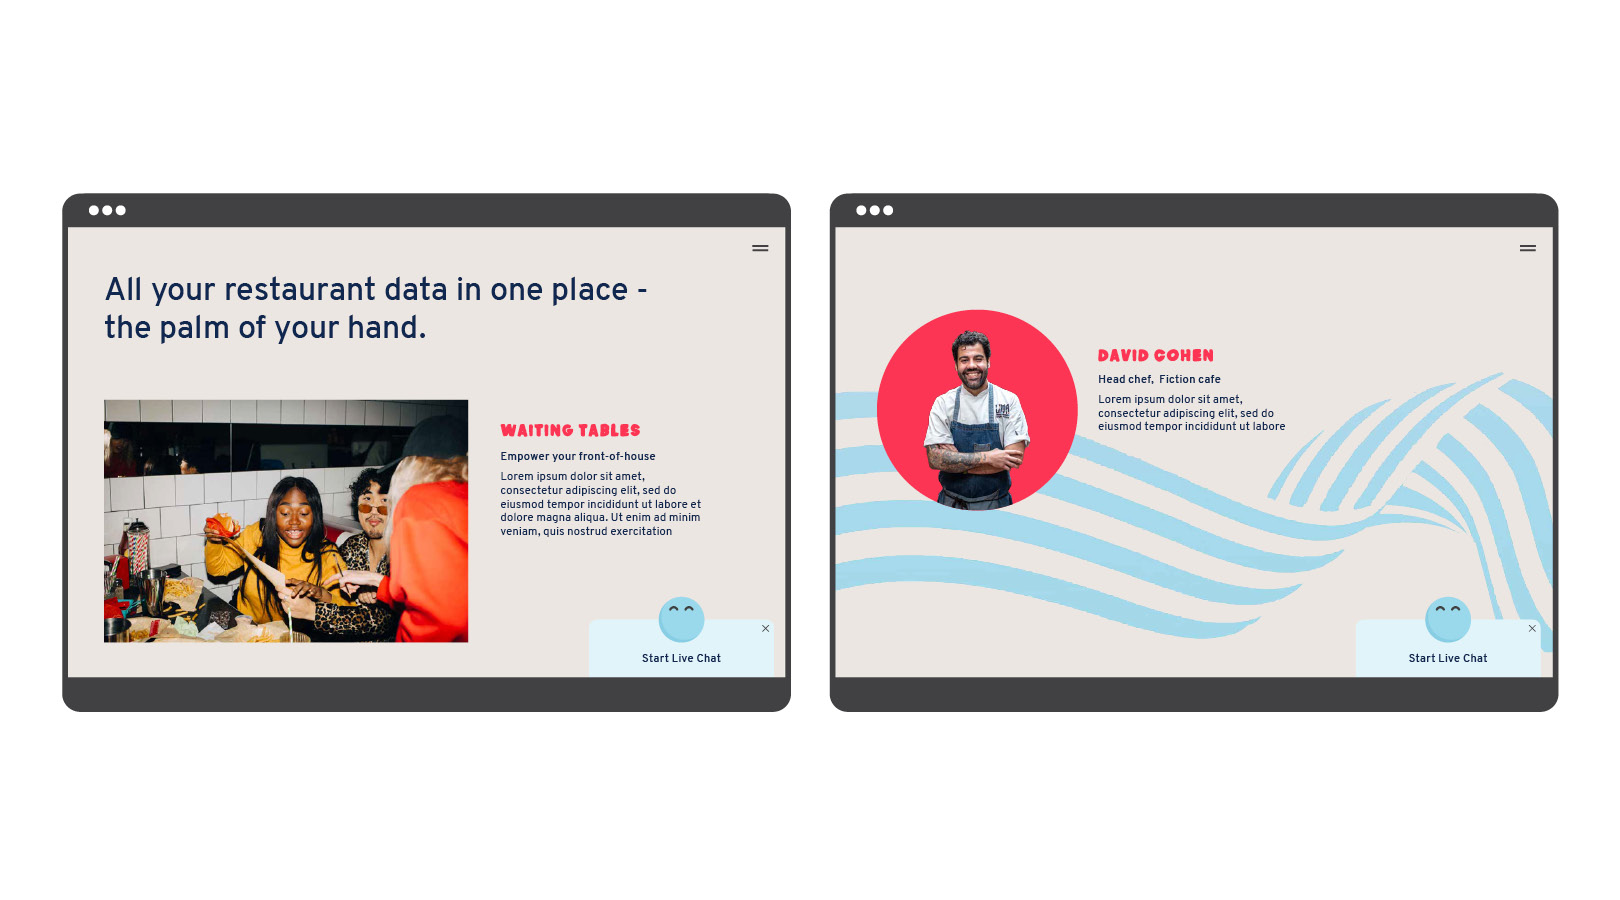 All your restaurant data in one place -
the palm of your hand.
WAITING TABLES
Empower your front-of-house
Lorem ipsum dolor sit amet,
consectetur adipiscing elit, sed do
eiusmod tempor incididunt ut labore et
dolore magna aliqua. Ut enim ad minim
veniam, quis nostrud exercitation
Start Live Chat
DAVID COHEN
Head chef,  Fiction cafe
Lorem ipsum dolor sit amet,
consectetur adipiscing elit, sed do
eiusmod tempor incididunt ut labore
Start Live Chat